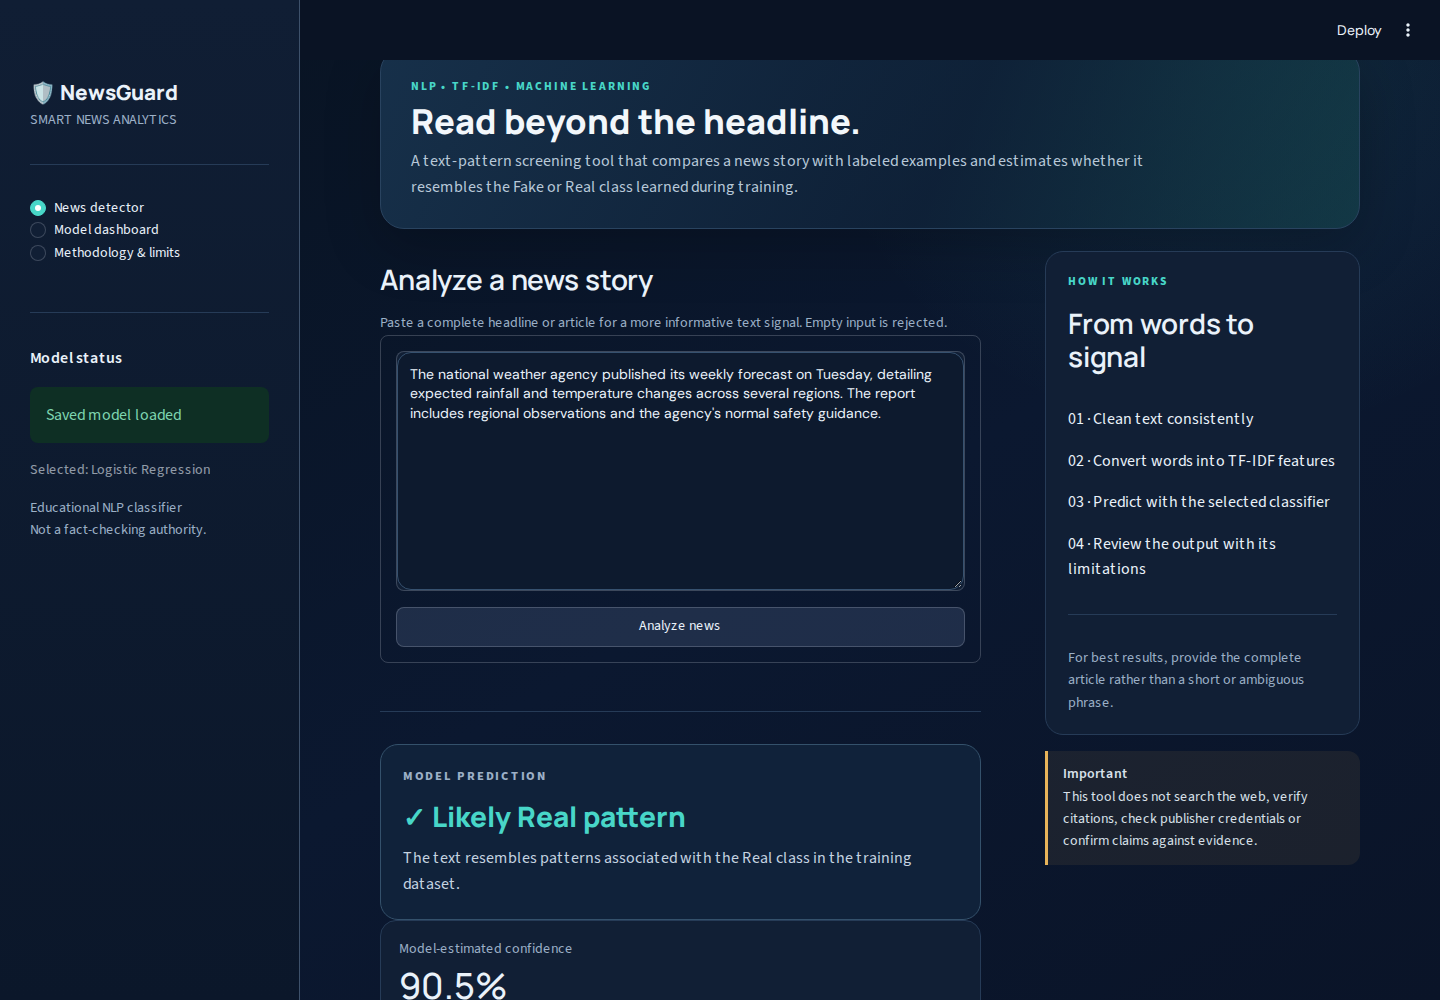 Deploy
🛡️ NewsGuard
SMART NEWS ANALYTICS
News detector
Model dashboard
Methodology & limits
Model status
Saved model loaded
Selected: Logistic Regression
Educational NLP classifier
Not a fact-checking authority.
NLP • TF-IDF • MACHINE LEARNING
Read beyond the headline.
A text-pattern screening tool that compares a news story with labeled examples and estimates whether it
resembles the Fake or Real class learned during training.
Analyze a news story
Paste a complete headline or article for a more informative text signal. Empty input is rejected.
The national weather agency published its weekly forecast on Tuesday, detailing
expected rainfall and temperature changes across several regions. The report
includes regional observations and the agency's normal safety guidance.
Analyze news
MODEL PREDICTION
✓ Likely Real pattern
The text resembles patterns associated with the Real class in the training
dataset.
Model-estimated confidence
90.5%
HOW IT WORKS
From words to
signal
01 · Clean text consistently
02 · Convert words into TF-IDF features
03 · Predict with the selected classifier
04 · Review the output with its
limitations
For best results, provide the complete
article rather than a short or ambiguous
phrase.
Important
This tool does not search the web, verify
citations, check publisher credentials or
confirm claims against evidence.